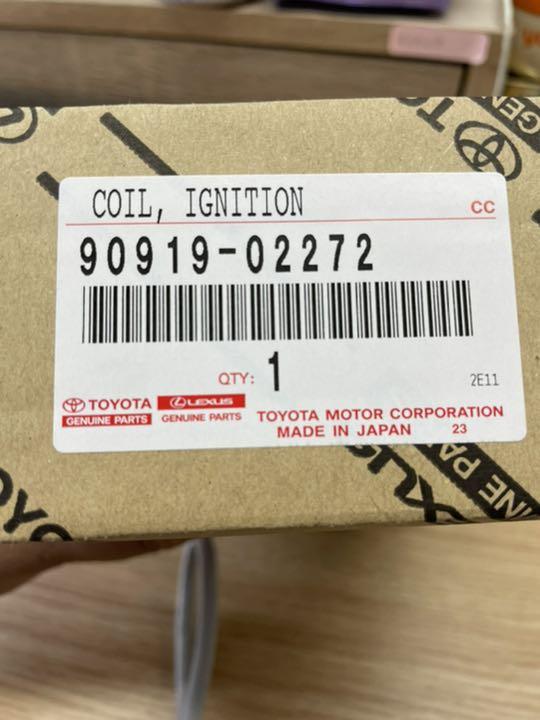 COIL, IGNITION
CC
90919-02272
QTY: 1
2E11
TOYOTA
GENUINE PARTS
LEXUS
GENUINE PARTS
TOYOTA MOTOR CORPORATION
MADE IN JAPAN 23